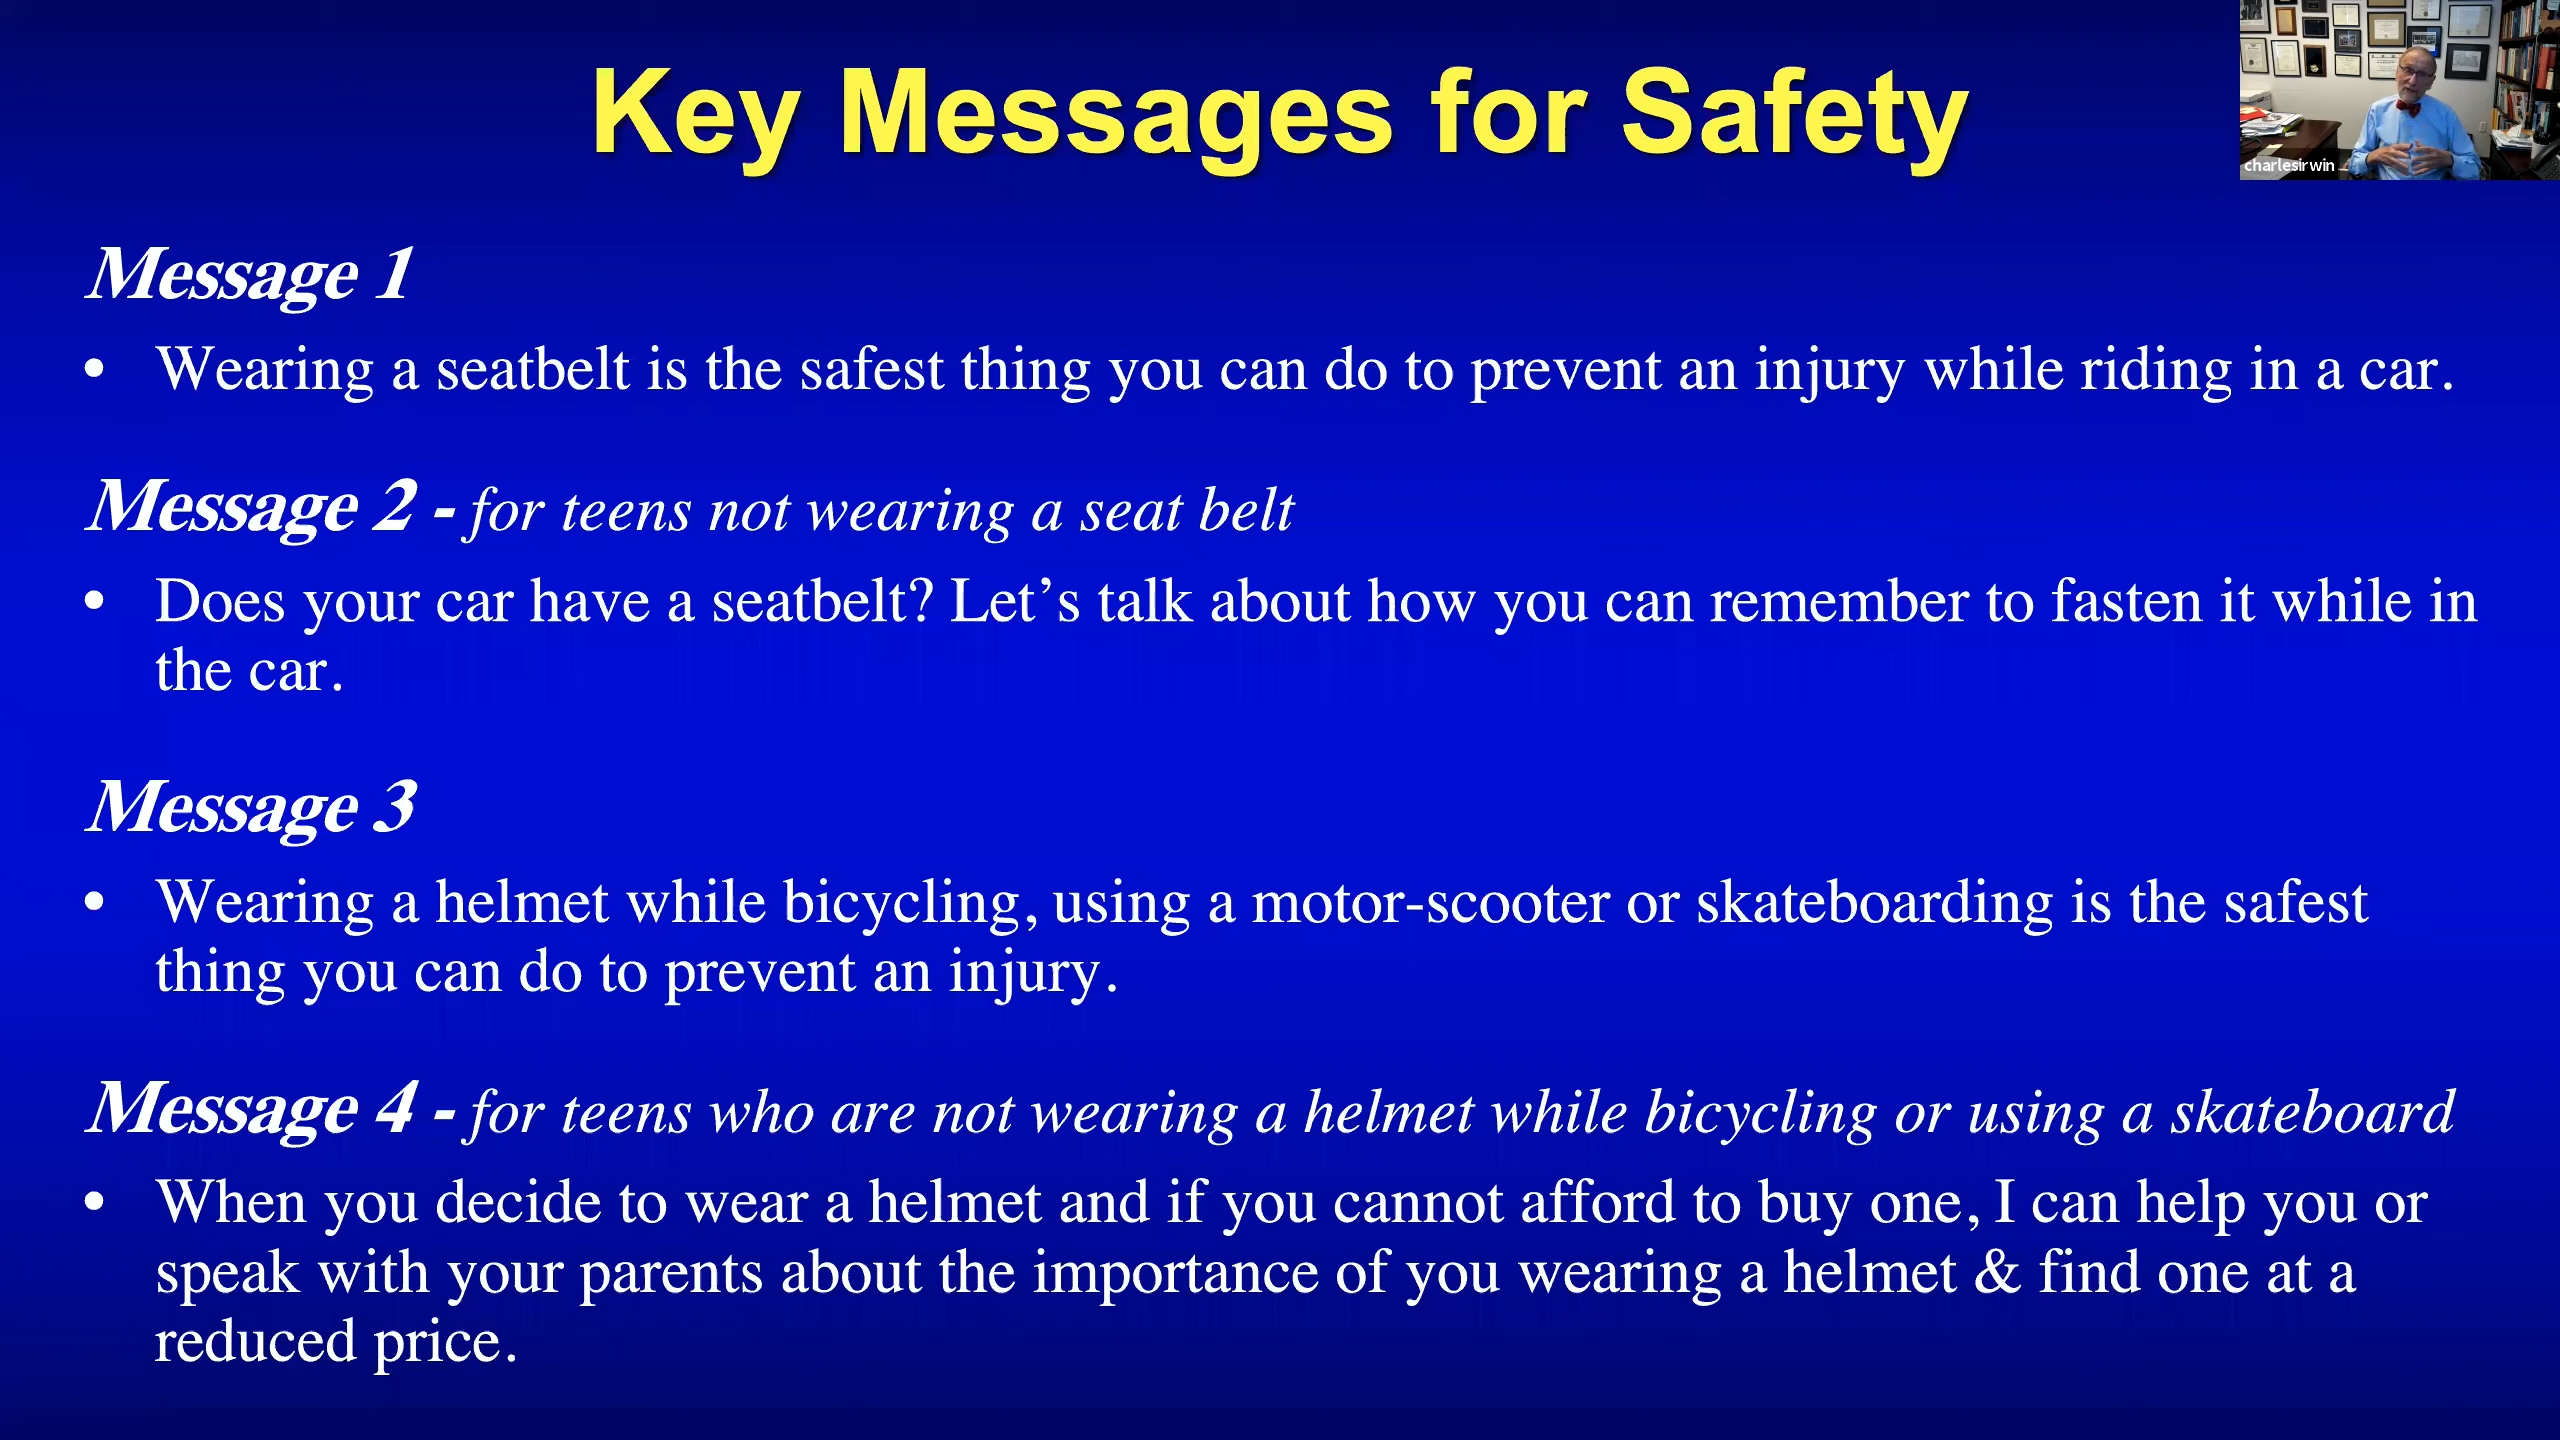 Key Messages for Safety
charlesirwin
Message 1
• Wearing a seatbelt is the safest thing you can do to prevent an injury while riding in a car.
Message 2 - for teens not wearing a seat belt
• Does your car have a seatbelt? Let’s talk about how you can remember to fasten it while in
the car.
Message 3
• Wearing a helmet while bicycling, using a motor-scooter or skateboarding is the safest
thing you can do to prevent an injury.
Message 4 - for teens who are not wearing a helmet while bicycling or using a skateboard
• When you decide to wear a helmet and if you cannot afford to buy one, I can help you or
speak with your parents about the importance of you wearing a helmet & find one at a
reduced price.